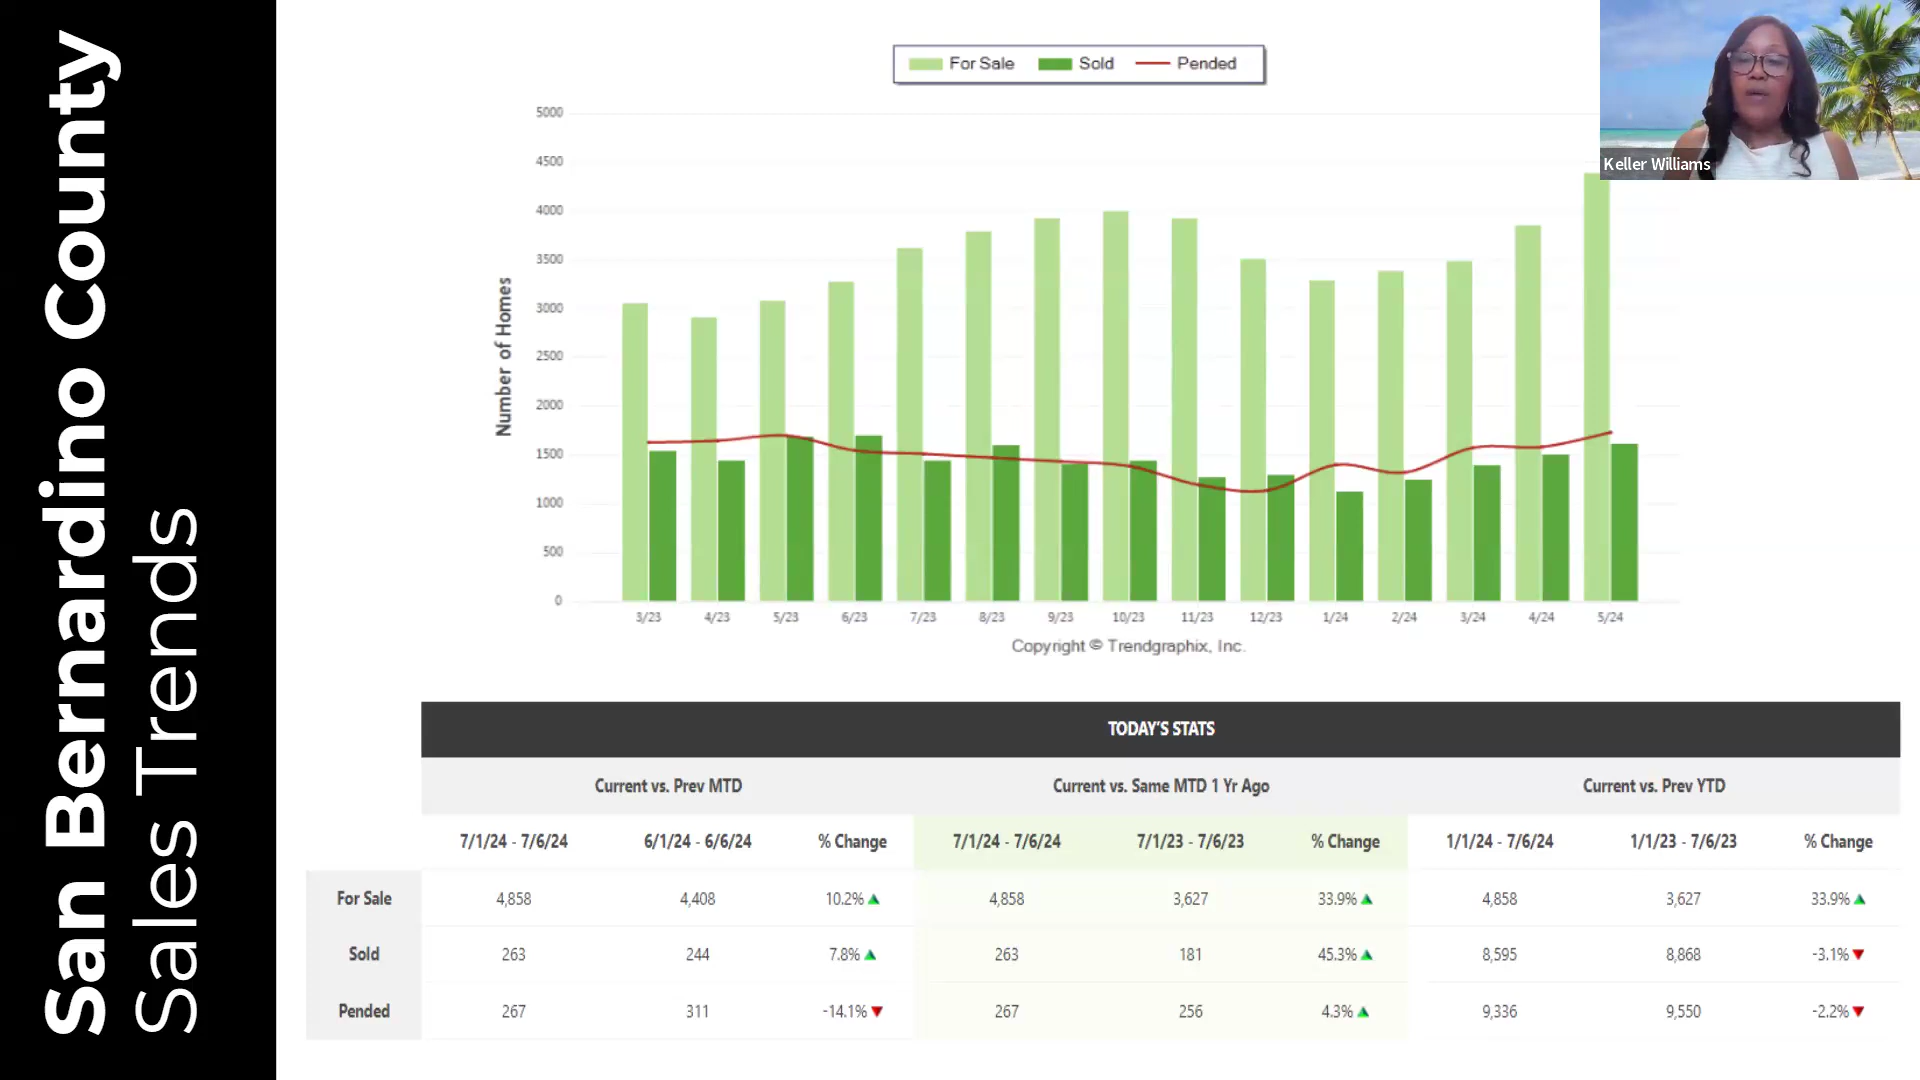 San Bernardino County
Sales Trends
For Sale Sold Pended
Keller Williams
Number of Homes
5000
4500
4000
3500
3000
2500
2000
1500
1000
500
0
3/23 4/23 5/23 6/23 7/23 8/23 9/23 10/23 11/23 12/23 1/24 2/24 3/24 4/24 5/24
Copyright © Trendgraphix, Inc.
TODAY'S STATS
Current vs. Prev MTD Current vs. Same MTD 1 Yr Ago Current vs. Prev YTD
7/1/24 - 7/6/24 6/1/24 - 6/6/24 % Change 7/1/24 - 7/6/24 7/1/23 - 7/6/23 % Change 1/1/24 - 7/6/24 1/1/23 - 7/6/23 % Change
For Sale 4,858 4,408 10.2% 4,858 3,627 33.9% 4,858 3,627 33.9%
Sold 263 244 7.8% 263 181 45.3% 8,595 8,868 -3.1%
Pended 267 311 -14.1% 267 256 4.3% 9,336 9,550 -2.2%